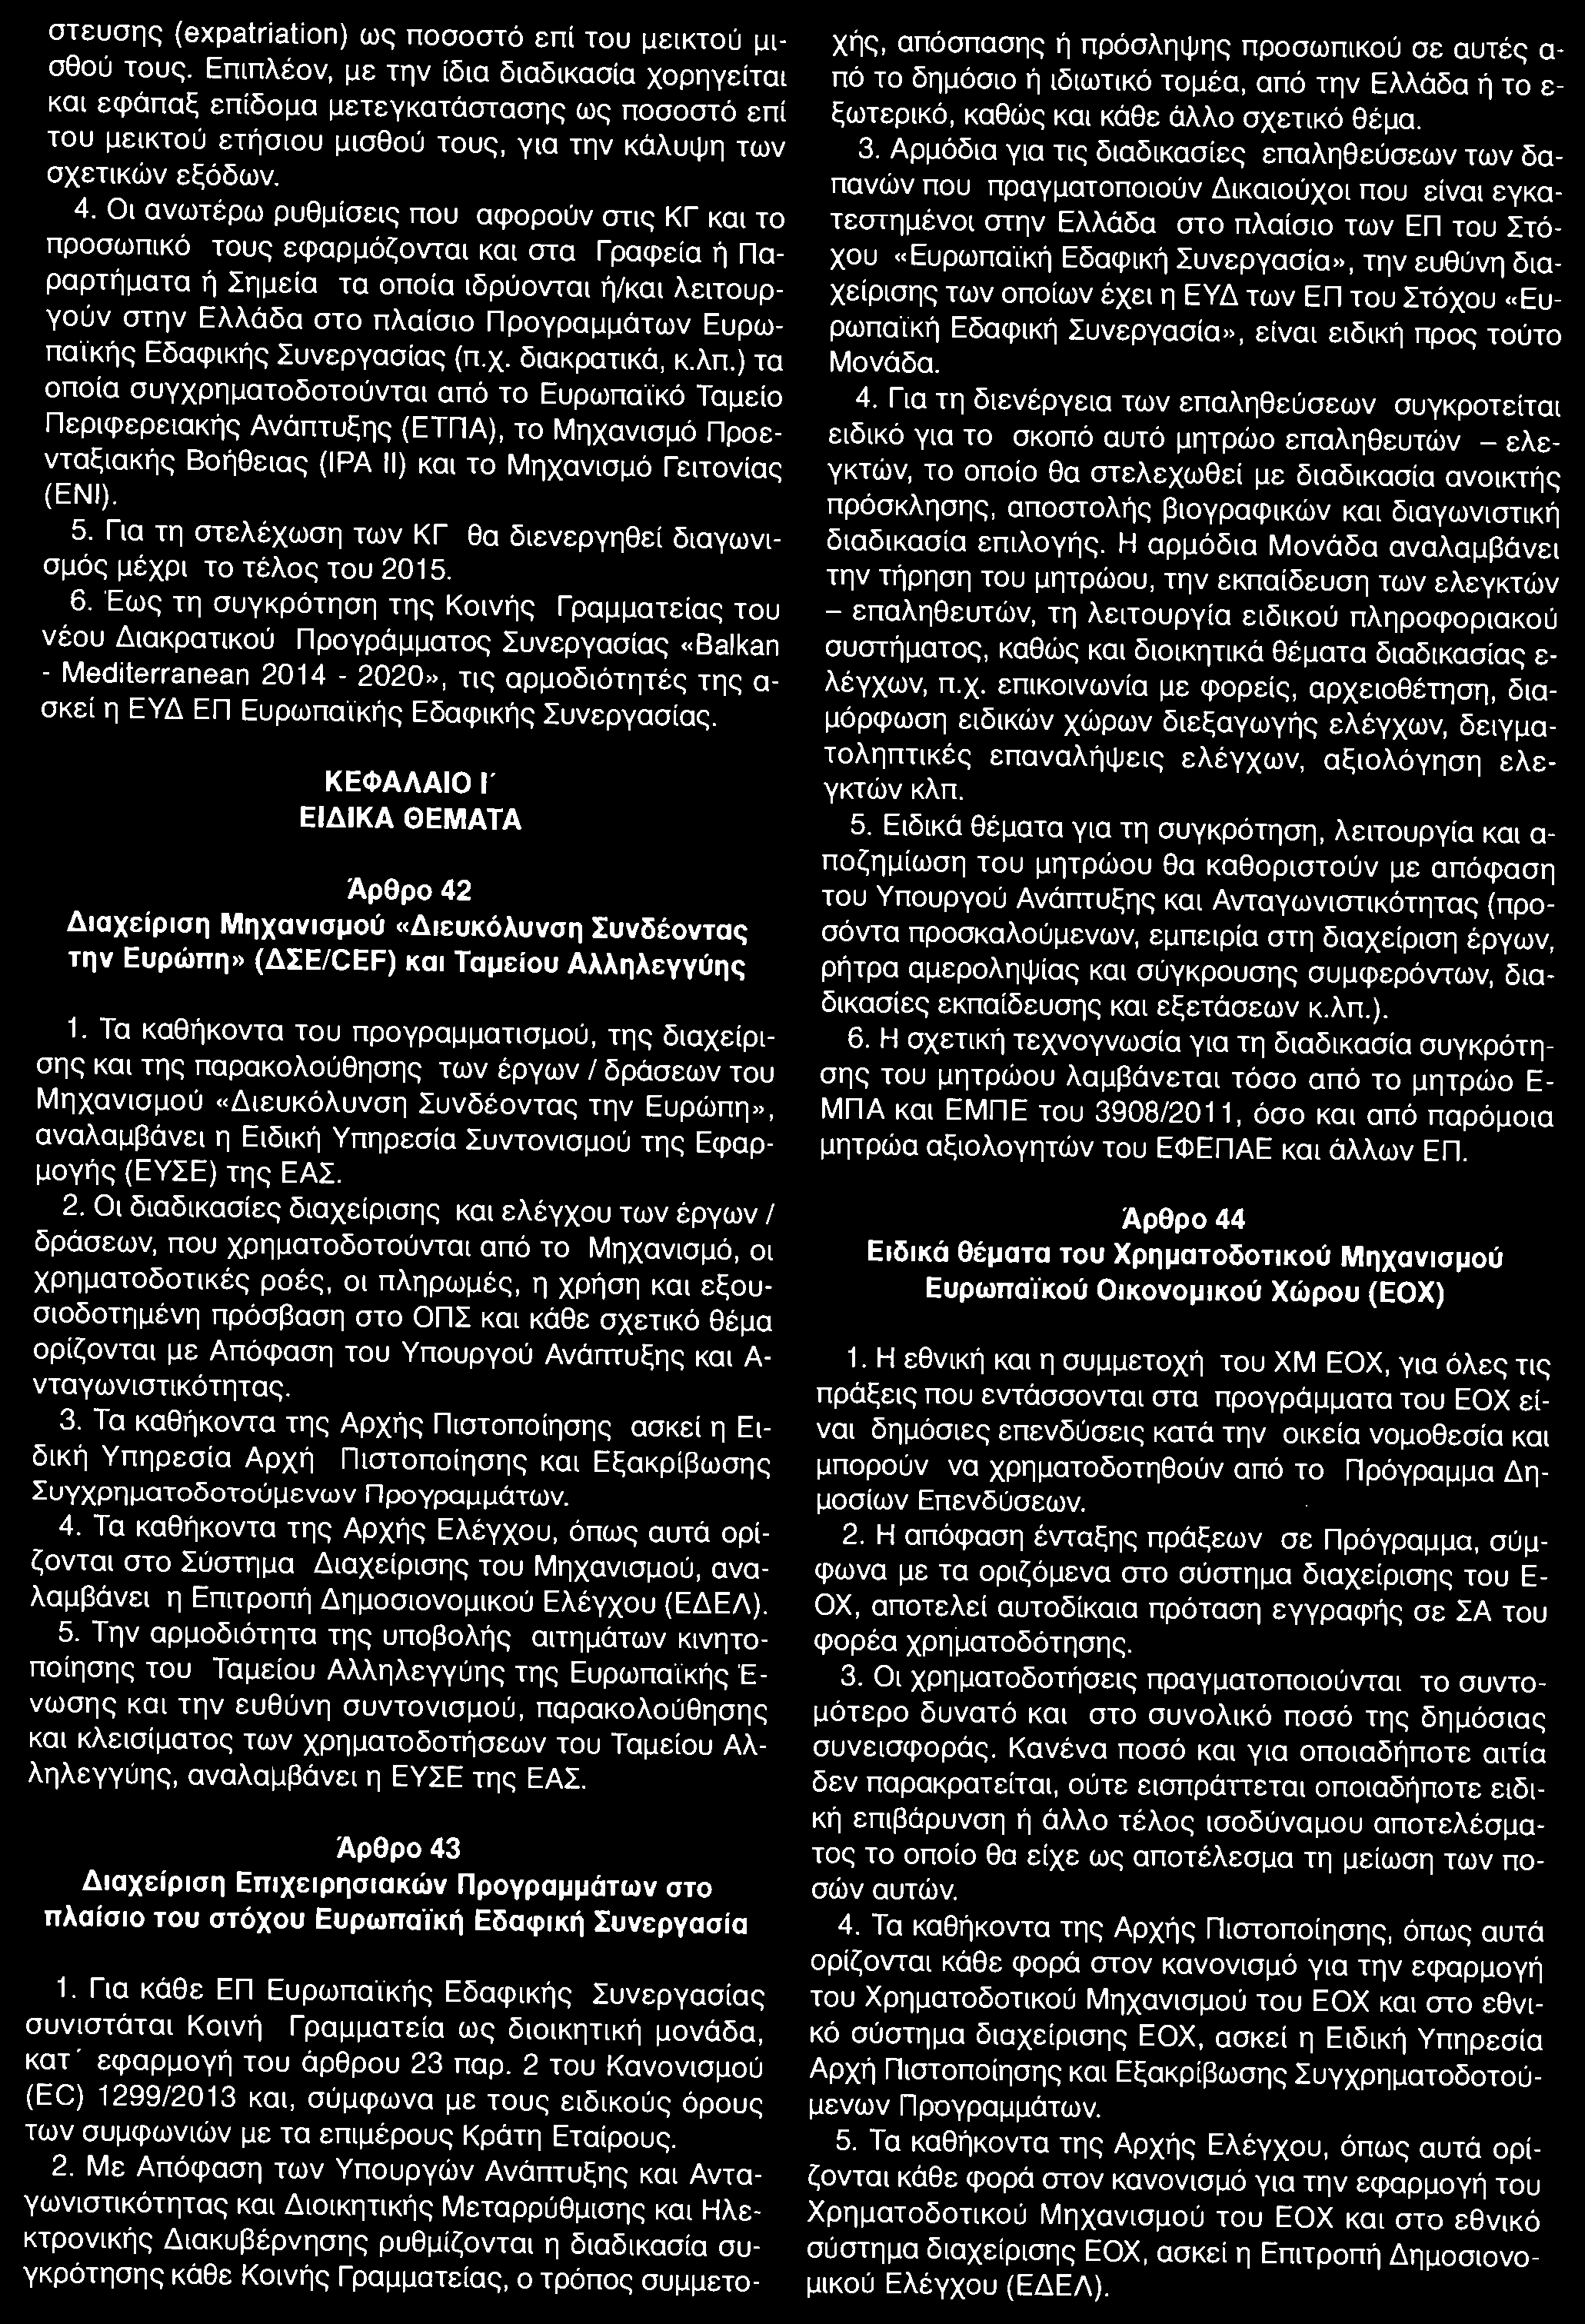 στευσης (expatriation) ως ποσοστό επί του μεικτού μι-
σθού τους. Επιπλέον, με την ίδια διαδικασία χορηγείται
και εφάπαξ επίδομα μετεγκατάστασης ως ποσοστό επί
του μεικτού ετήσιου μισθού τους, για την κάλυψη των
σχετικών εξόδων.
4. Οι ανωτέρω ρυθμίσεις που αφορούν στις ΚΓ και το
προσωπικό τους εφαρμόζονται και στα Γραφεία ή Πα-
ραρτήματα ή Σημεία τα οποία ιδρύονται ή/και λειτουρ-
γούν στην Ελλάδα στο πλαίσιο Προγραμμάτων Ευρω-
παϊκής Εδαφικής Συνεργασίας (π.χ. διακρατικά, κ.λπ.) τα
οποία συγχρηματοδοτούνται από το Ευρωπαϊκό Ταμείο
Περιφερειακής Ανάπτυξης (ΕΤΠΑ), το Μηχανισμό Προε-
νταξιακής Βοήθειας (IPA II) και το Μηχανισμό Γειτονίας
(ENI).
5. Για τη στελέχωση των ΚΓ θα διενεργηθεί διαγωνι-
σμός μέχρι το τέλος του 2015.
6. Έως τη συγκρότηση της Κοινής Γραμματείας του
νέου Διακρατικού Προγράμματος Συνεργασίας «Balkan
- Mediterranean 2014 - 2020», τις αρμοδιότητές της α-
σκεί η ΕΥΔ ΕΠ Ευρωπαϊκής Εδαφικής Συνεργασίας.
ΚΕΦΑΛΑΙΟ Ι΄
ΕΙΔΙΚΑ ΘΕΜΑΤΑ
Άρθρο 42
Διαχείριση Μηχανισμού «Διευκόλυνση Συνδέοντας
την Ευρώπη» (ΔΣΕ/CEF) και Ταμείου Αλληλεγγύης
1. Τα καθήκοντα του προγραμματισμού, της διαχείρι-
σης και της παρακολούθησης των έργων / δράσεων του
Μηχανισμού «Διευκόλυνση Συνδέοντας την Ευρώπη»,
αναλαμβάνει η Ειδική Υπηρεσία Συντονισμού της Εφαρ-
μογής (ΕΥΣΕ) της ΕΑΣ.
2. Οι διαδικασίες διαχείρισης και ελέγχου των έργων /
δράσεων, που χρηματοδοτούνται από το Μηχανισμό, οι
χρηματοδοτικές ροές, οι πληρωμές, η χρήση και εξου-
σιοδοτημένη πρόσβαση στο ΟΠΣ και κάθε σχετικό θέμα
ορίζονται με Απόφαση του Υπουργού Ανάπτυξης και Α-
νταγωνιστικότητας.
3. Τα καθήκοντα της Αρχής Πιστοποίησης ασκεί η Ει-
δική Υπηρεσία Αρχή Πιστοποίησης και Εξακρίβωσης
Συγχρηματοδοτούμενων Προγραμμάτων.
4. Τα καθήκοντα της Αρχής Ελέγχου, όπως αυτά ορί-
ζονται στο Σύστημα Διαχείρισης του Μηχανισμού, ανα-
λαμβάνει η Επιτροπή Δημοσιονομικού Ελέγχου (ΕΔΕΛ).
5. Την αρμοδιότητα της υποβολής αιτημάτων κινητο-
ποίησης του Ταμείου Αλληλεγγύης της Ευρωπαϊκής Έ-
νωσης και την ευθύνη συντονισμού, παρακολούθησης
και κλεισίματος των χρηματοδοτήσεων του Ταμείου Αλ-
ληλεγγύης, αναλαμβάνει η ΕΥΣΕ της ΕΑΣ.
Άρθρο 43
Διαχείριση Επιχειρησιακών Προγραμμάτων στο
πλαίσιο του στόχου Ευρωπαϊκή Εδαφική Συνεργασία
1. Για κάθε ΕΠ Ευρωπαϊκής Εδαφικής Συνεργασίας
συνιστάται Κοινή Γραμματεία ως διοικητική μονάδα,
κατ΄ εφαρμογή του άρθρου 23 παρ. 2 του Κανονισμού
(EC) 1299/2013 και, σύμφωνα με τους ειδικούς όρους
των συμφωνιών με τα επιμέρους Κράτη Εταίρους.
2. Με Απόφαση των Υπουργών Ανάπτυξης και Αντα-
γωνιστικότητας και Διοικητικής Μεταρρύθμισης και Ηλε-
κτρονικής Διακυβέρνησης ρυθμίζονται η διαδικασία συ-
γκρότησης κάθε Κοινής Γραμματείας, ο τρόπος συμμετο-
χής, απόσπασης ή πρόσληψης προσωπικού σε αυτές α-
πό το δημόσιο ή ιδιωτικό τομέα, από την Ελλάδα ή το ε-
ξωτερικό, καθώς και κάθε άλλο σχετικό θέμα.
3. Αρμόδια για τις διαδικασίες επαληθεύσεων των δα-
πανών που πραγματοποιούν Δικαιούχοι που είναι εγκα-
τεστημένοι στην Ελλάδα στο πλαίσιο των ΕΠ του Στό-
χου «Ευρωπαϊκή Εδαφική Συνεργασία», την ευθύνη δια-
χείρισης των οποίων έχει η ΕΥΔ των ΕΠ του Στόχου «Ευ-
ρωπαϊκή Εδαφική Συνεργασία», είναι ειδική προς τούτο
Μονάδα.
4. Για τη διενέργεια των επαληθεύσεων συγκροτείται
ειδικό για το σκοπό αυτό μητρώο επαληθευτών – ελε-
γκτών, το οποίο θα στελεχωθεί με διαδικασία ανοικτής
πρόσκλησης, αποστολής βιογραφικών και διαγωνιστική
διαδικασία επιλογής. Η αρμόδια Μονάδα αναλαμβάνει
την τήρηση του μητρώου, την εκπαίδευση των ελεγκτών
– επαληθευτών, τη λειτουργία ειδικού πληροφοριακού
συστήματος, καθώς και διοικητικά θέματα διαδικασίας ε-
λέγχων, π.χ. επικοινωνία με φορείς, αρχειοθέτηση, δια-
μόρφωση ειδικών χώρων διεξαγωγής ελέγχων, δειγμα-
τοληπτικές επαναλήψεις ελέγχων, αξιολόγηση ελε-
γκτών κλπ.
5. Ειδικά θέματα για τη συγκρότηση, λειτουργία και α-
ποζημίωση του μητρώου θα καθοριστούν με απόφαση
του Υπουργού Ανάπτυξης και Ανταγωνιστικότητας (προ-
σόντα προσκαλούμενων, εμπειρία στη διαχείριση έργων,
ρήτρα αμεροληψίας και σύγκρουσης συμφερόντων, δια-
δικασίες εκπαίδευσης και εξετάσεων κ.λπ.).
6. Η σχετική τεχνογνωσία για τη διαδικασία συγκρότη-
σης του μητρώου λαμβάνεται τόσο από το μητρώο Ε-
ΜΠΑ και ΕΜΠΕ του 3908/2011, όσο και από παρόμοια
μητρώα αξιολογητών του ΕΦΕΠΑΕ και άλλων ΕΠ.
Άρθρο 44
Ειδικά θέματα του Χρηματοδοτικού Μηχανισμού
Ευρωπαϊκού Οικονομικού Χώρου (ΕΟΧ)
1. Η εθνική και η συμμετοχή του ΧΜ ΕΟΧ, για όλες τις
πράξεις που εντάσσονται στα προγράμματα του ΕΟΧ εί-
ναι δημόσιες επενδύσεις κατά την οικεία νομοθεσία και
μπορούν να χρηματοδοτηθούν από το Πρόγραμμα Δη-
μοσίων Επενδύσεων.
2. Η απόφαση ένταξης πράξεων σε Πρόγραμμα, σύμ-
φωνα με τα οριζόμενα στο σύστημα διαχείρισης του Ε-
ΟΧ, αποτελεί αυτοδίκαια πρόταση εγγραφής σε ΣΑ του
φορέα χρηματοδότησης.
3. Οι χρηματοδοτήσεις πραγματοποιούνται το συντο-
μότερο δυνατό και στο συνολικό ποσό της δημόσιας
συνεισφοράς. Κανένα ποσό και για οποιαδήποτε αιτία
δεν παρακρατείται, ούτε εισπράττεται οποιαδήποτε ειδι-
κή επιβάρυνση ή άλλο τέλος ισοδύναμου αποτελέσμα-
τος το οποίο θα είχε ως αποτέλεσμα τη μείωση των πο-
σών αυτών.
4. Τα καθήκοντα της Αρχής Πιστοποίησης, όπως αυτά
ορίζονται κάθε φορά στον κανονισμό για την εφαρμογή
του Χρηματοδοτικού Μηχανισμού του ΕΟΧ και στο εθνι-
κό σύστημα διαχείρισης ΕΟΧ, ασκεί η Ειδική Υπηρεσία
Αρχή Πιστοποίησης και Εξακρίβωσης Συγχρηματοδοτού-
μενων Προγραμμάτων.
5. Τα καθήκοντα της Αρχής Ελέγχου, όπως αυτά ορί-
ζονται κάθε φορά στον κανονισμό για την εφαρμογή του
Χρηματοδοτικού Μηχανισμού του ΕΟΧ και στο εθνικό
σύστημα διαχείρισης ΕΟΧ, ασκεί η Επιτροπή Δημοσιονο-
μικού Ελέγχου (ΕΔΕΛ).